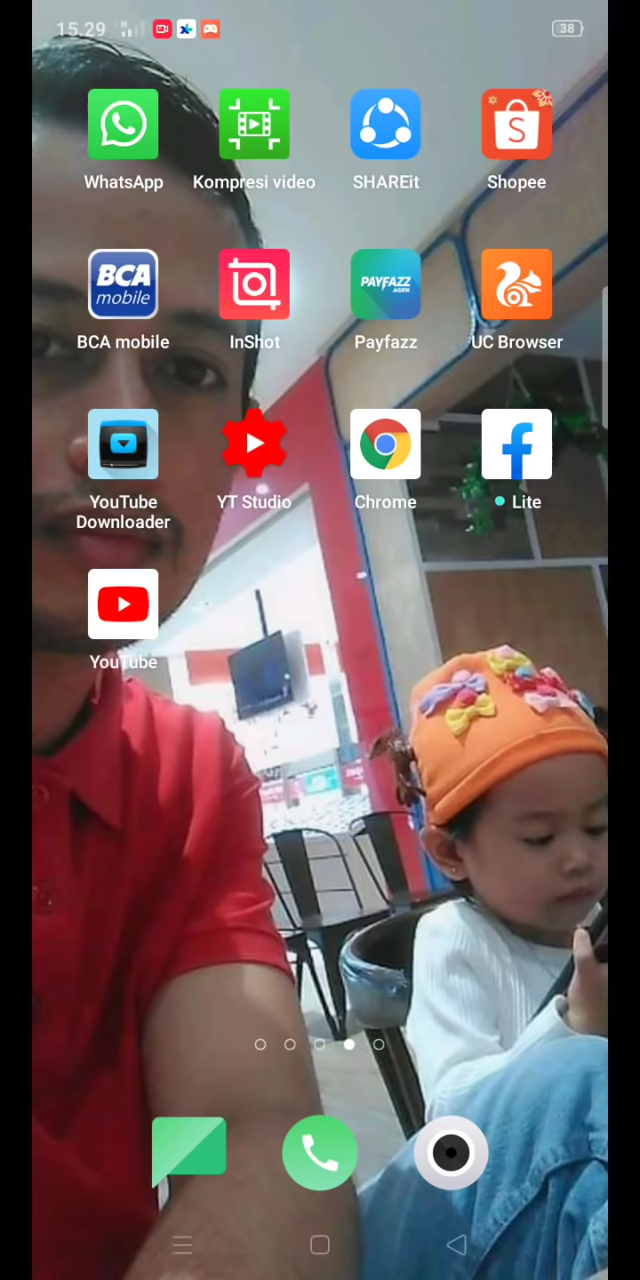 15.29
38
WhatsApp
Kompresi video
SHAREit
Shopee
BCA
mobile
PAYFAZZ
AGEN
BCA mobile
InShot
Payfazz
UC Browser
YouTube
Downloader
YT Studio
Chrome
Lite
YouTube